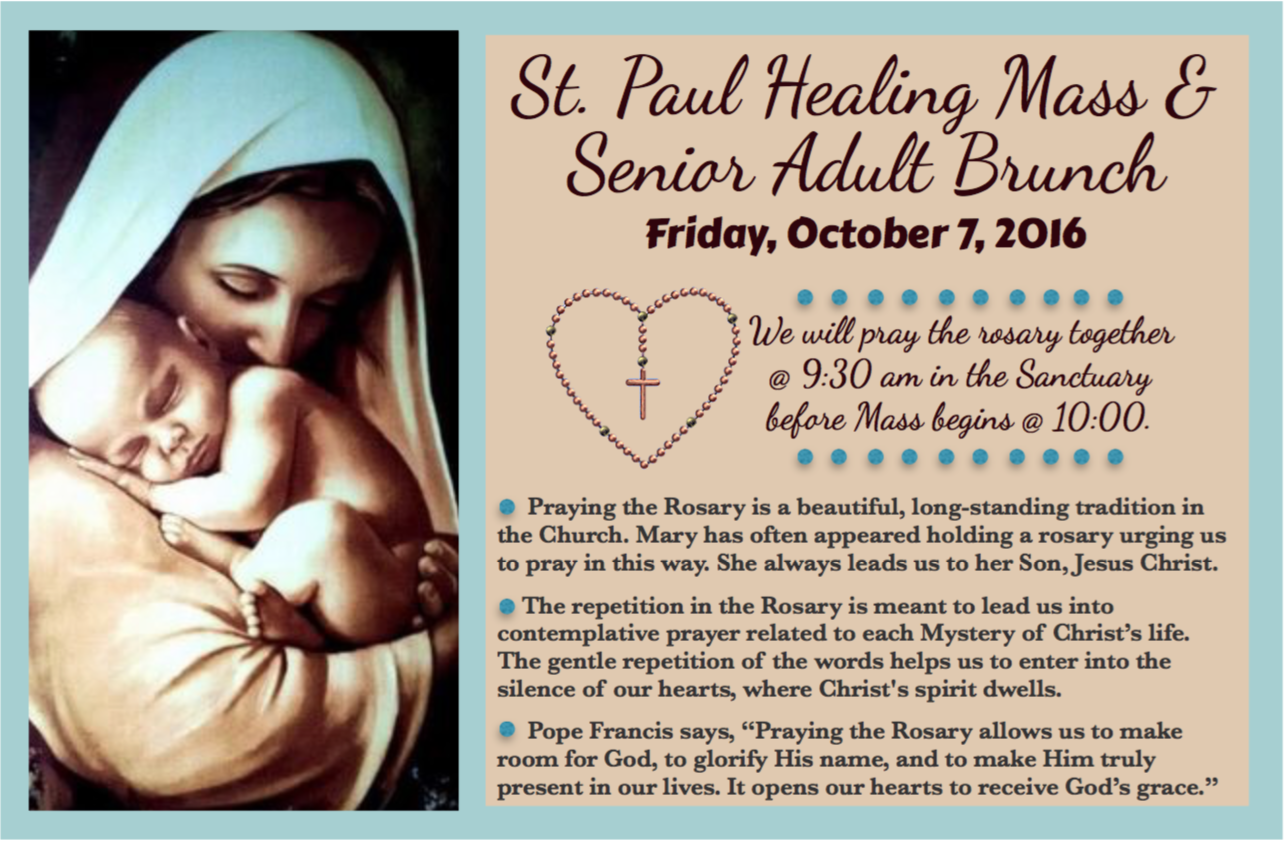 St. Paul Healing Mass &
Senior Adult Brunch
Friday, October 7, 2016
We will pray the rosary together
@ 9:30 am in the Sanctuary
before Mass begins @ 10:00.
● Praying the Rosary is a beautiful, long-standing tradition in
the Church. Mary has often appeared holding a rosary urging us
to pray in this way. She always leads us to her Son, Jesus Christ.
● The repetition in the Rosary is meant to lead us into
contemplative prayer related to each Mystery of Christ’s life.
The gentle repetition of the words helps us to enter into the
silence of our hearts, where Christ's spirit dwells.
● Pope Francis says, “Praying the Rosary allows us to make
room for God, to glorify His name, and to make Him truly
present in our lives. It opens our hearts to receive God’s grace.”